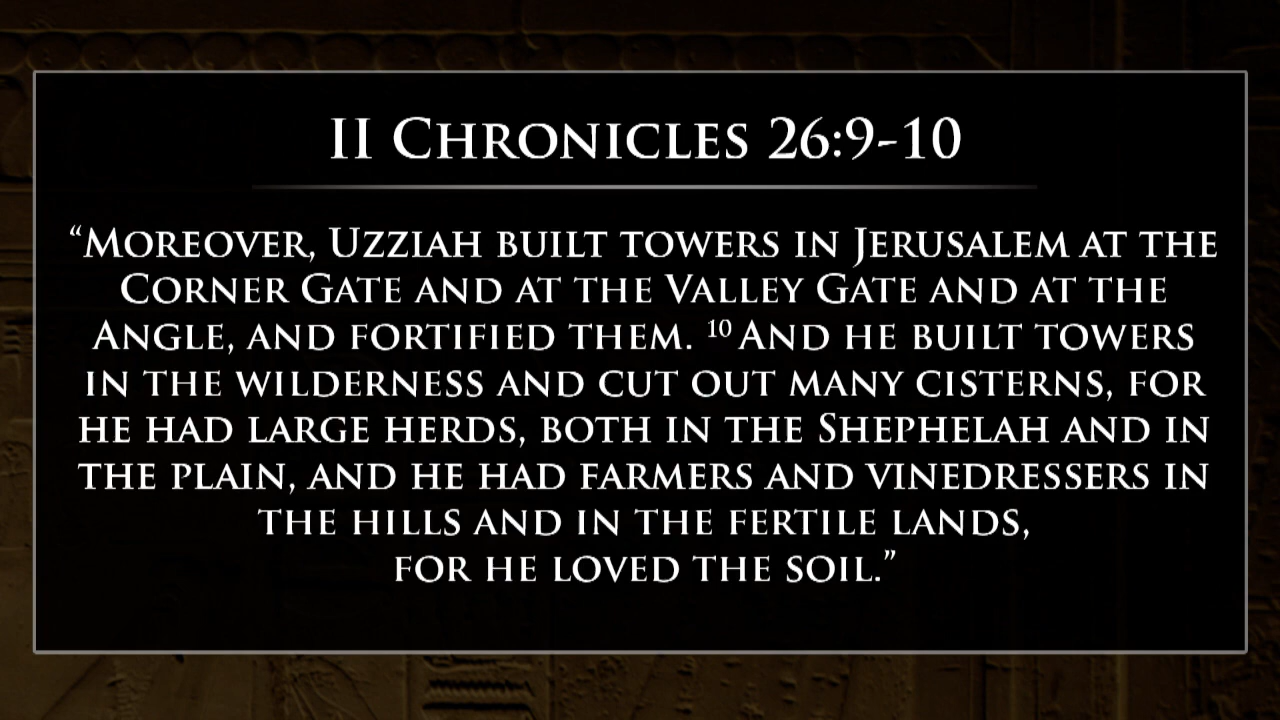 II Chronicles 26:9-10
“Moreover, Uzziah built towers in Jerusalem at the
Corner Gate and at the Valley Gate and at the
Angle, and fortified them. ¹⁰ And he built towers
in the wilderness and cut out many cisterns, for
he had large herds, both in the Shephelah and in
the plain, and he had farmers and vinedressers in
the hills and in the fertile lands,
for he loved the soil.”